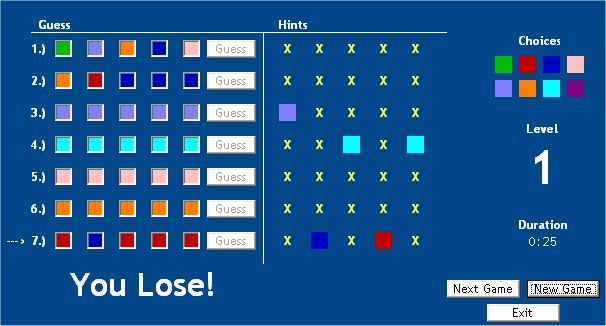 Guess Hints
1.) Guess x x x x x
Choices
2.) Guess x x x x x
3.) Guess x x x x
4.) Guess x x x
Level
1
5.) Guess x x x x x
6.) Guess x x x x x
Duration
---> 7.) Guess x x x
0:25
You Lose!
Next Game New Game
Exit